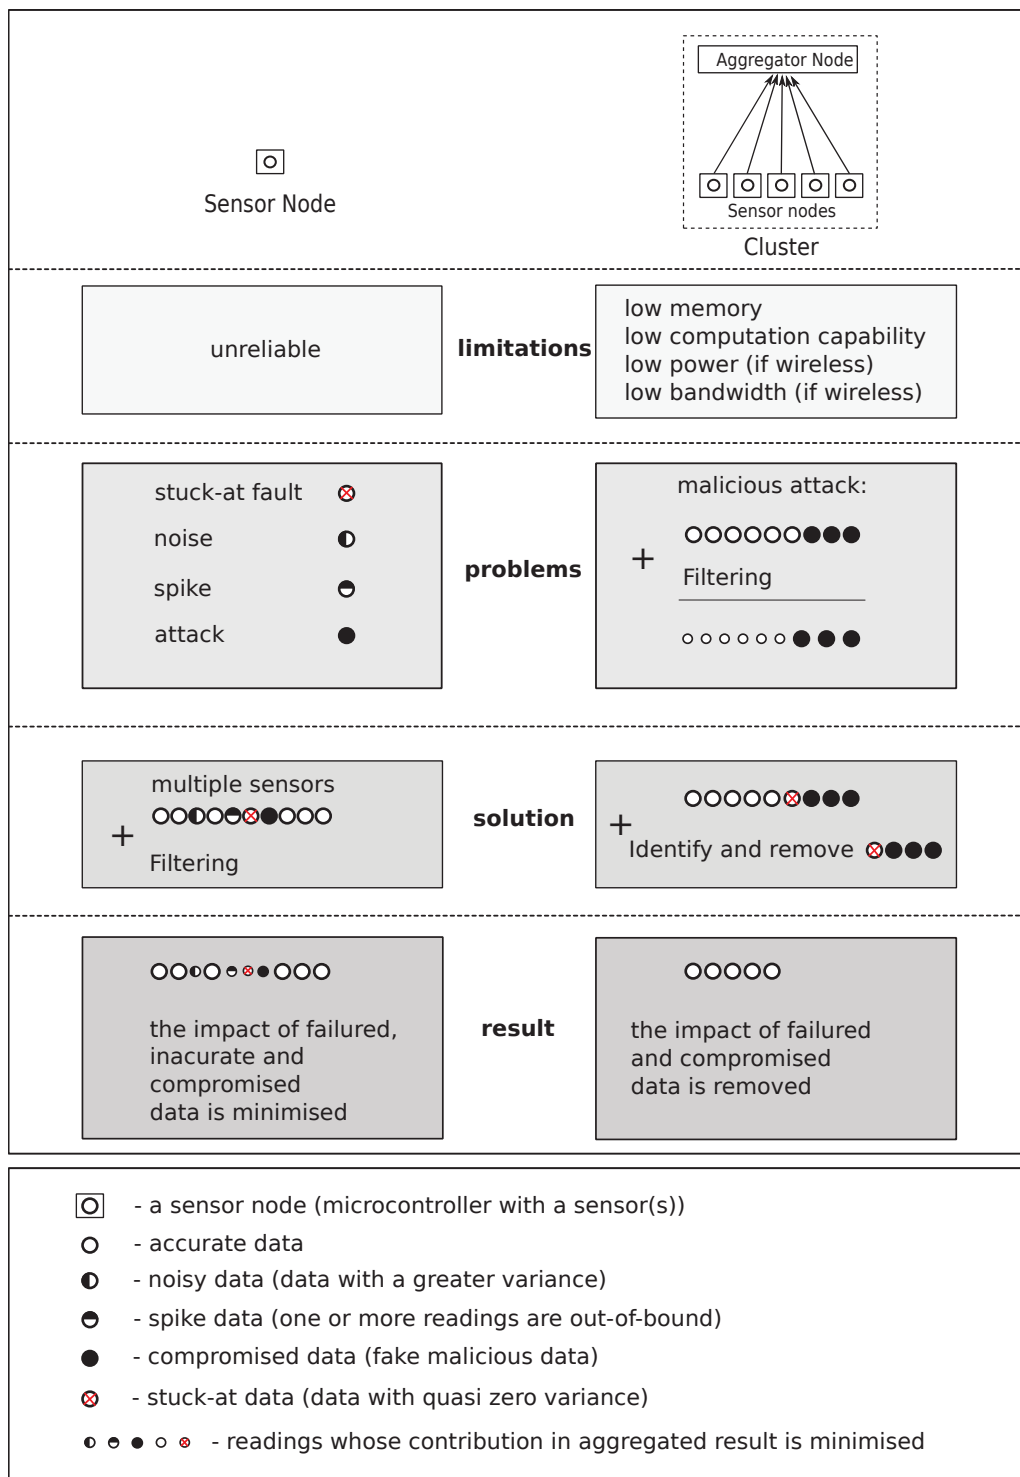 Aggregator Node
Sensor nodes
Sensor Node
Cluster
unreliable
limitations
low memory
low computation capability
low power (if wireless)
low bandwidth (if wireless)
stuck-at fault
noise
spike
attack
problems
malicious attack:
+
Filtering
multiple sensors
+
Filtering
solution
+
Identify and remove
the impact of failured,
inacurate and
compromised
data is minimised
result
the impact of failured
and compromised
data is removed
- a sensor node (microcontroller with a sensor(s))
- accurate data
- noisy data (data with a greater variance)
- spike data (one or more readings are out-of-bound)
- compromised data (fake malicious data)
- stuck-at data (data with quasi zero variance)
- readings whose contribution in aggregated result is minimised